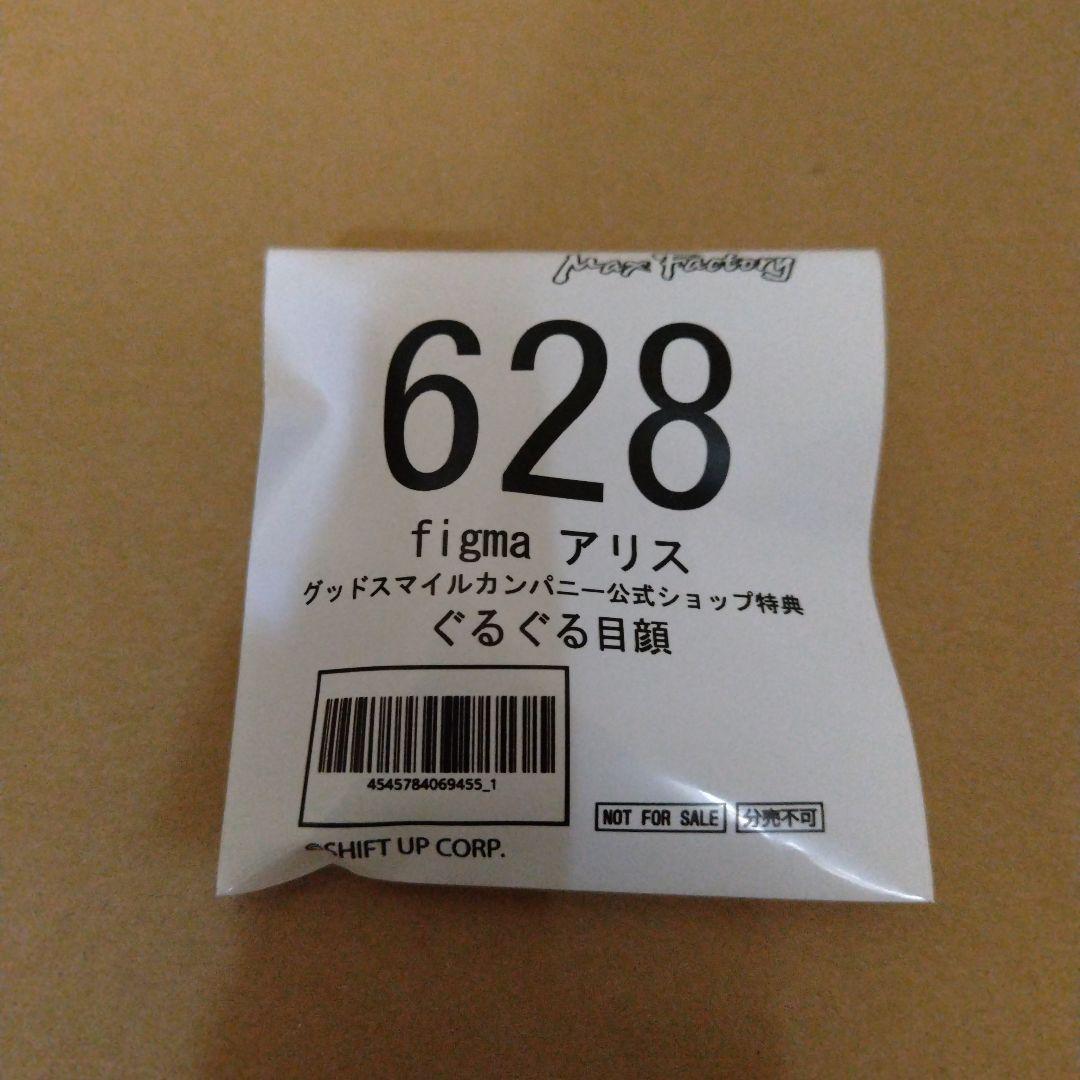 Max Factory
628
figma アリス
グッドスマイルカンパニー公式ショップ特典
ぐるぐる目顔
4545784069455_1
NOT FOR SALE 分売不可
©SHIFT UP CORP.